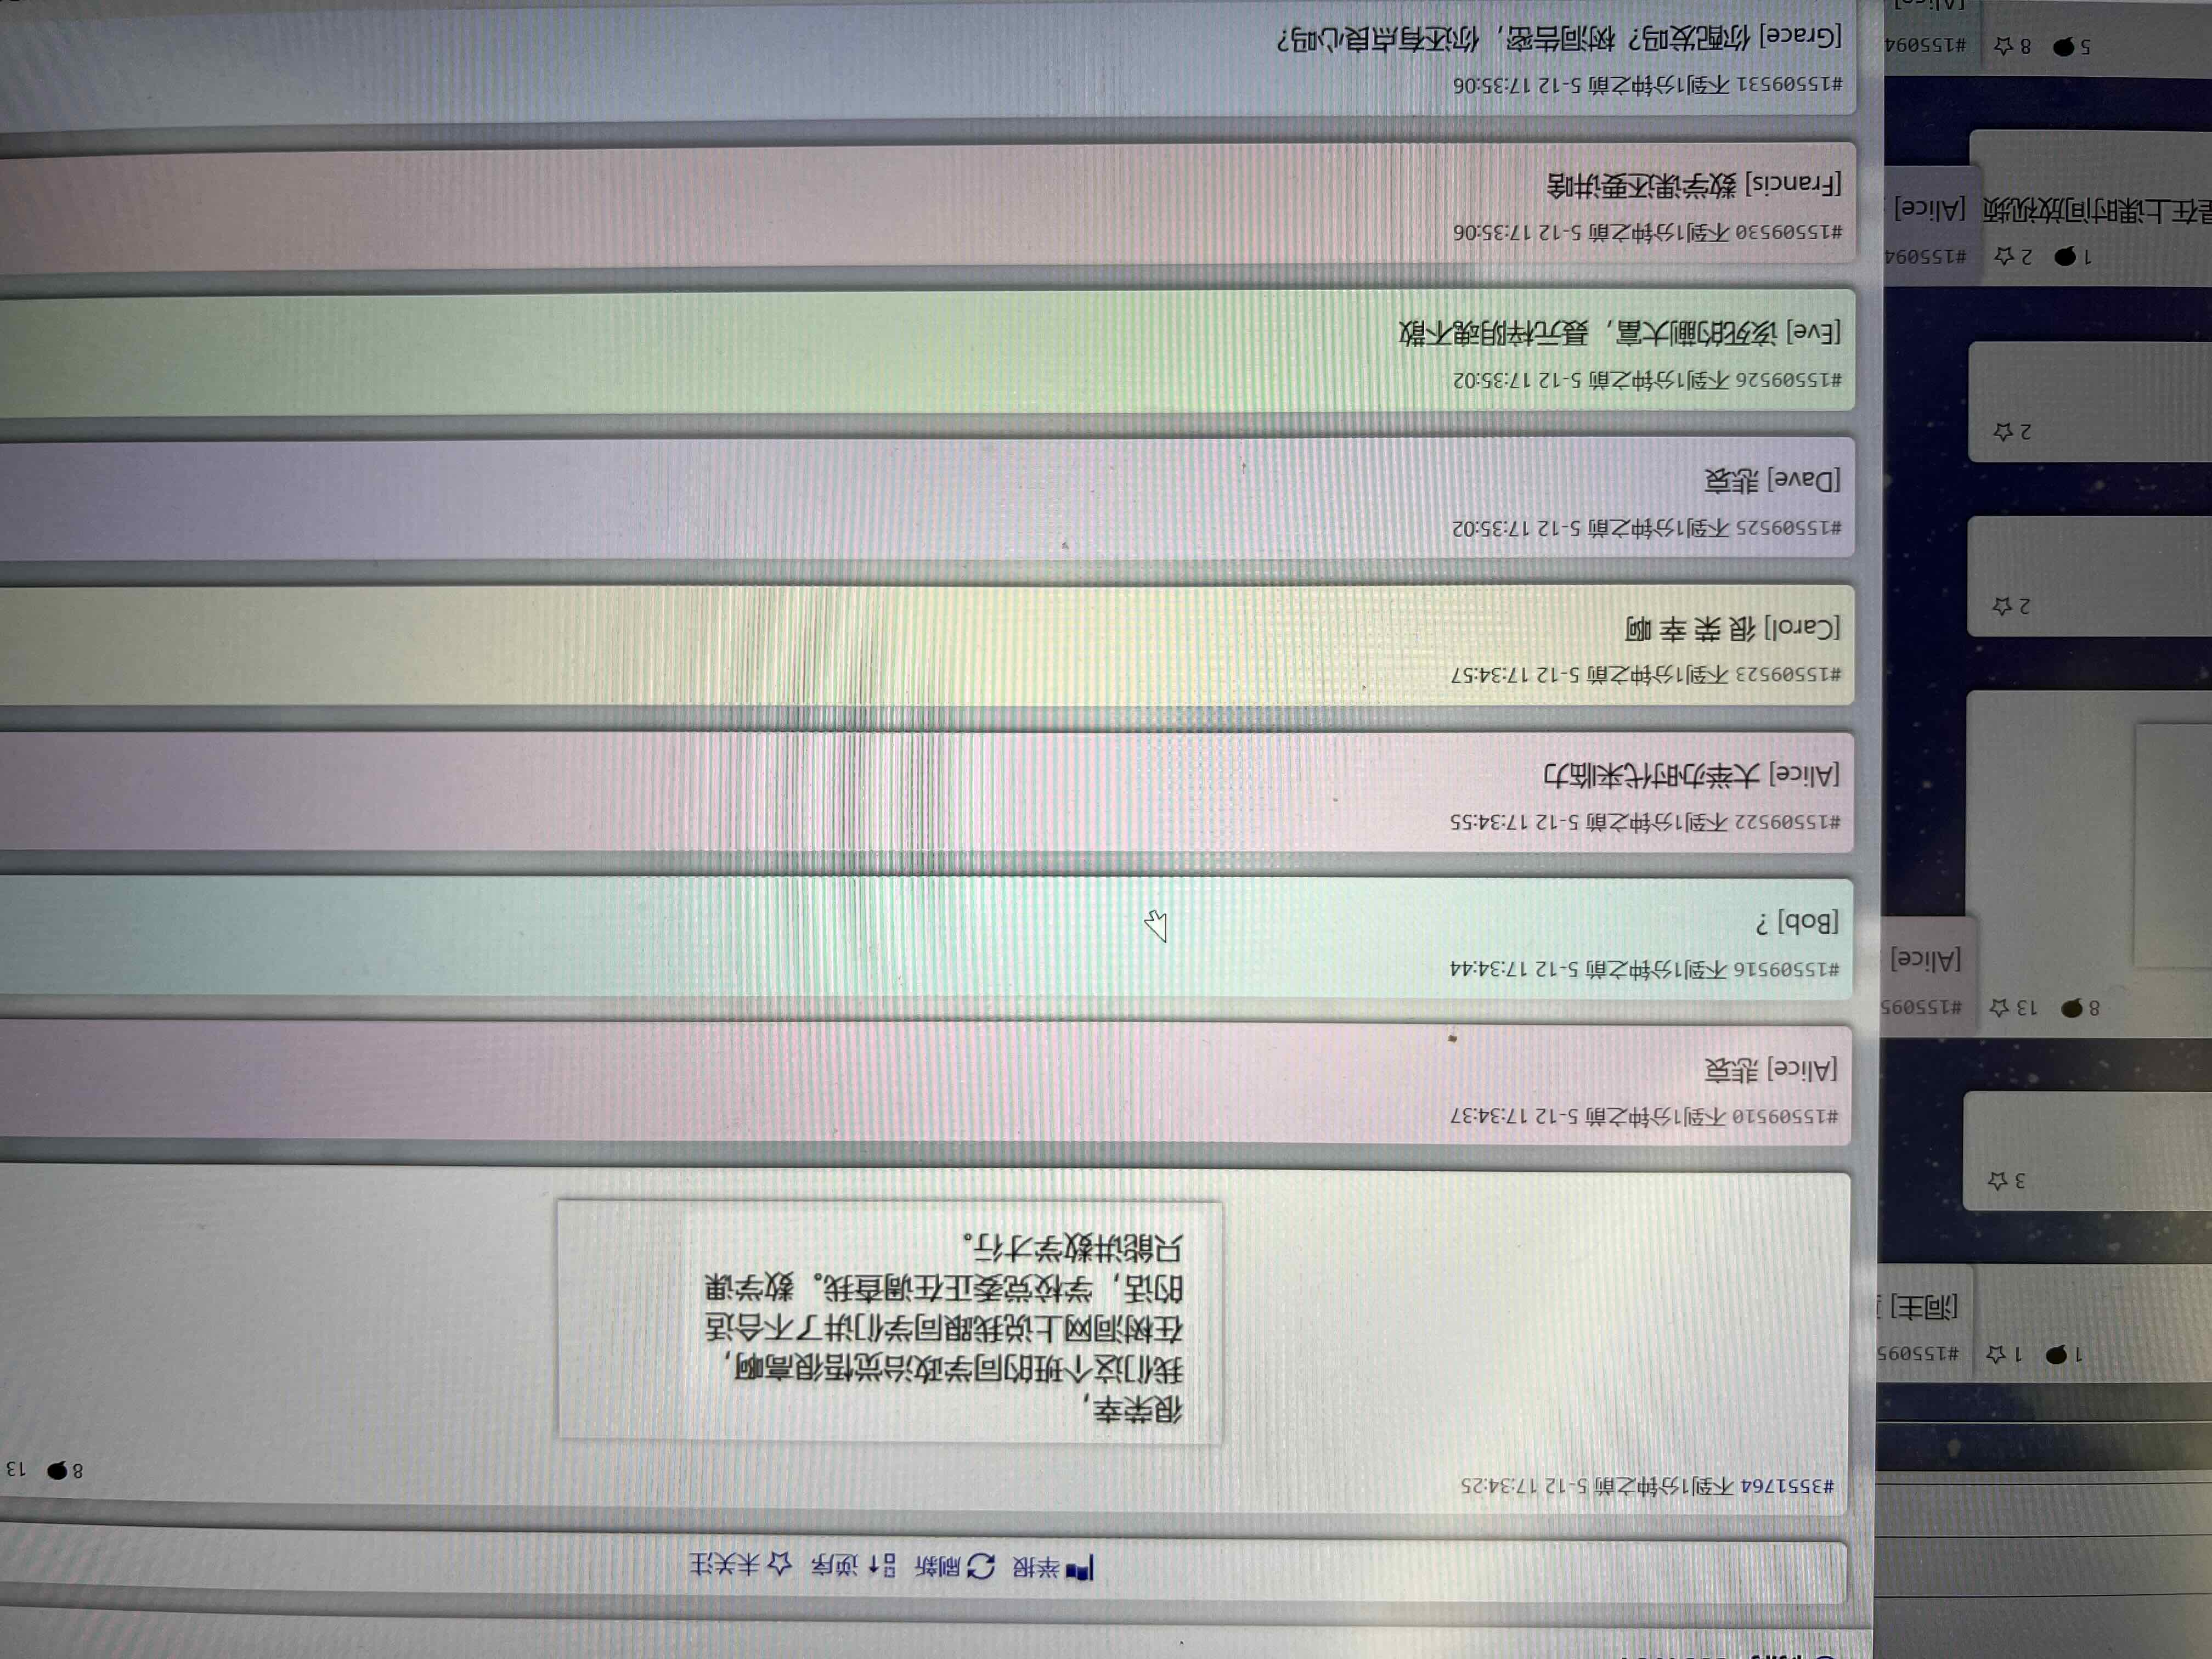 举报 刷新 逆序 未关注
#3551764 不到1分钟之前 5-12 17:34:25
8 13
很荣幸,
我们这个班的同学政治觉悟很高啊,
在树洞网上说我跟同学们讲了不合适
的话，学校党委正在调查我。数学课
只能讲数学才行。
#15509510 不到1分钟之前 5-12 17:34:37
[Alice] 悲哀
#15509516 不到1分钟之前 5-12 17:34:44
[Bob] ？
#15509522 不到1分钟之前 5-12 17:34:55
[Alice] 大举办时代来临力
#15509523 不到1分钟之前 5-12 17:34:57
[Carol] 很 荣 幸 啊
#15509525 不到1分钟之前 5-12 17:35:02
[Dave] 悲哀
#15509526 不到1分钟之前 5-12 17:35:02
[Eve] 该死的蒯大富，聂元梓阴魂不散
#15509530 不到1分钟之前 5-12 17:35:06
[Francis] 数学课还要讲啥
#15509531 不到1分钟之前 5-12 17:35:06
[Grace] 你配发吗？树洞告密，你还有点良心吗？
1 1 #155095
[洞主]
3
8 13 #155095
[Alice]
2
2
1 2 #155094
是在上课时间放视频 [Alice]
5 8 #155094